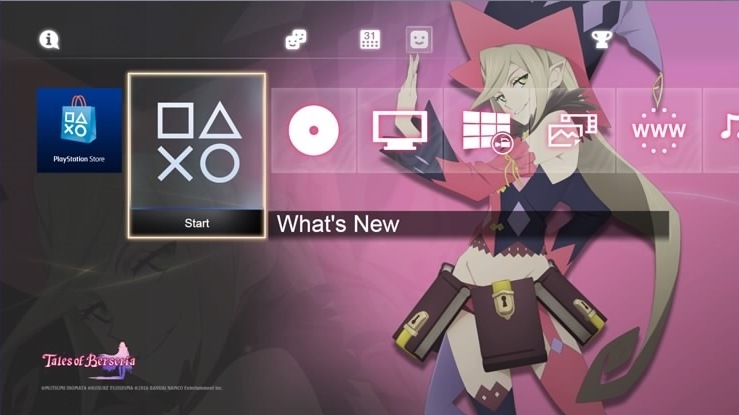 31
PlayStation Store
WWW
Start
What's New
Tales of Berseria
©MUTSUMI INOMATA ©KOSUKE FUJISHIMA ©2016 BANDAI NAMCO Entertainment Inc.